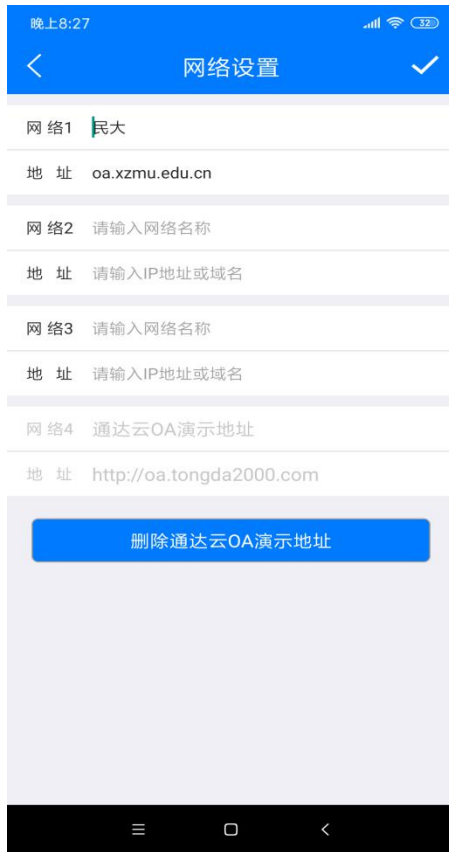 晚上8:27 32
网络设置
网 络1 民大
地 址 oa.xzmu.edu.cn
网 络2 请输入网络名称
地 址 请输入IP地址或域名
网 络3 请输入网络名称
地 址 请输入IP地址或域名
网 络4 通达云OA演示地址
地 址 http://oa.tongda2000.com
删除通达云OA演示地址